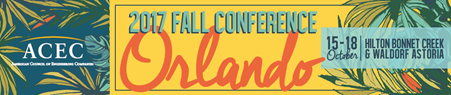 ACEC
AMERICAN COUNCIL OF ENGINEERING COMPANIES
2017 FALL CONFERENCE
Orlando
15-18
October
HILTON BONNET CREEK
& WALDORF ASTORIA